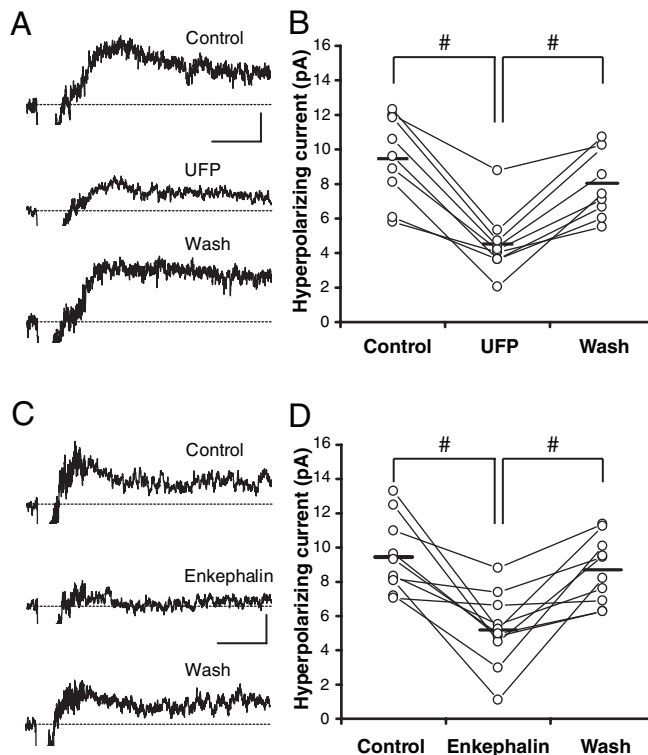 A
Control
UFP
Wash
B
Hyperpolarizing current (pA)
16
14
12
10
8
6
4
2
0
# #
Control UFP Wash
C
Control
Enkephalin
Wash
D
Hyperpolarizing current (pA)
16
14
12
10
8
6
4
2
0
# #
Control Enkephalin Wash